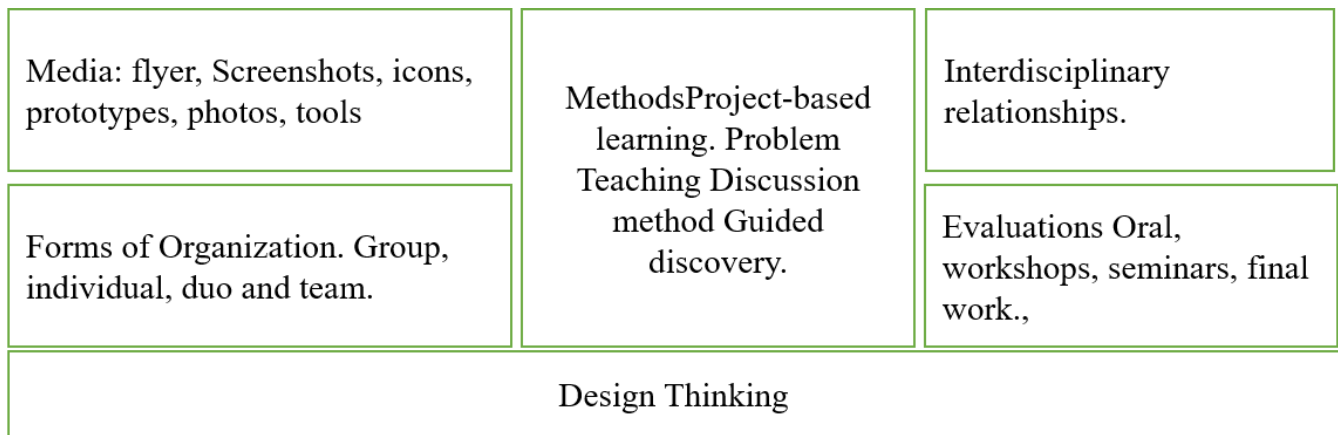 Media: flyer, Screenshots, icons,
prototypes, photos, tools
Forms of Organization. Group,
individual, duo and team.
MethodsProject-based
learning. Problem
Teaching Discussion
method Guided
discovery.
Interdisciplinary
relationships.
Evaluations Oral,
workshops, seminars, final
work.,
Design Thinking